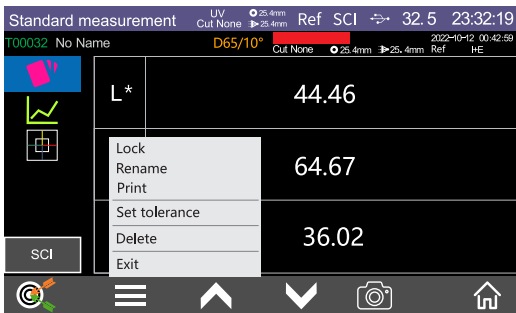 Standard measurement UV Cut None 25.4mm 25.4mm Ref SCI 32.5 23:32:19
T00032 No Name D65/10° Cut None 25.4mm 25.4mm Ref 2022-10-12 00:42:59 I+E
L* 44.46
64.67
36.02
Lock
Rename
Print
Set tolerance
Delete
Exit
SCI